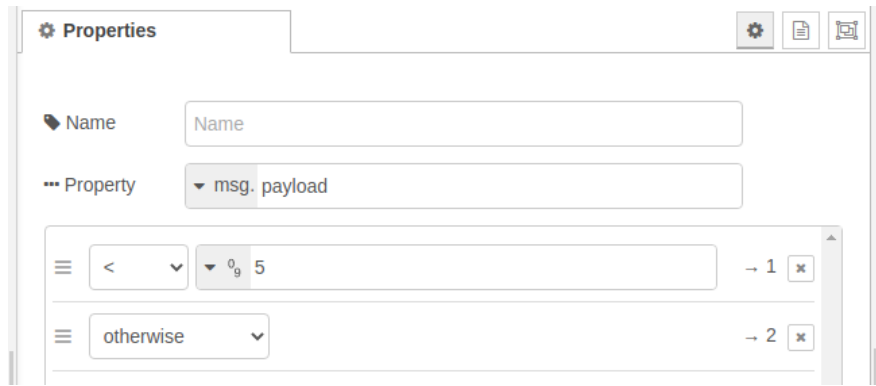 Properties
Name Name
Property msg. payload
< 0 9 5 → 1 ×
otherwise → 2 ×